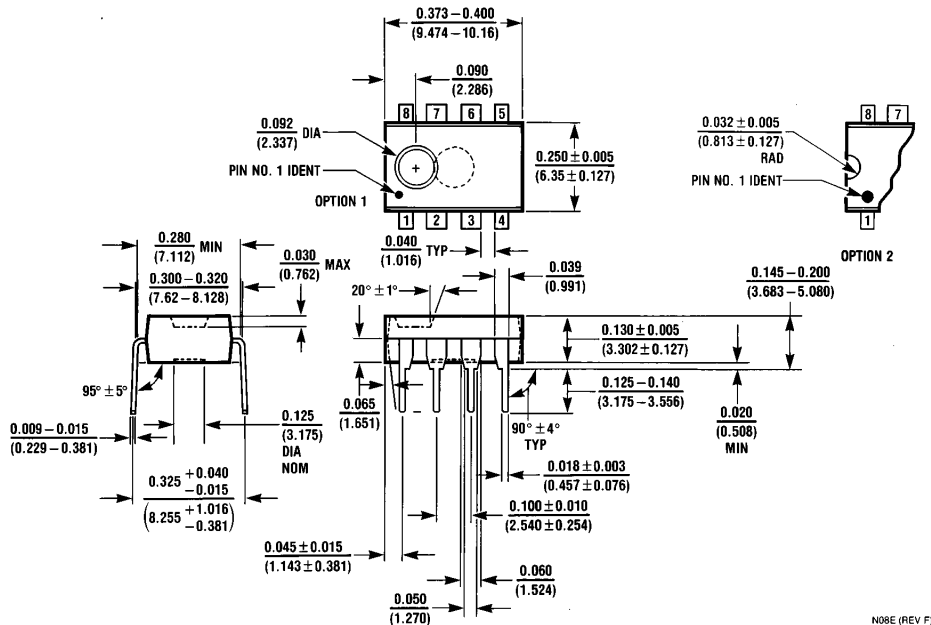 0.373 – 0.400
(9.474 – 10.16)
0.090
(2.286)
8 7 6 5
0.092 DIA
(2.337)
PIN NO. 1 IDENT
OPTION 1
1 2 3 4
0.250 ± 0.005
(6.35 ± 0.127)
8 7
0.032 ± 0.005
(0.813 ± 0.127)
RAD
PIN NO. 1 IDENT
1
OPTION 2
0.280 MIN
(7.112)
0.300 – 0.320
(7.62 – 8.128)
0.030 MAX
(0.762)
0.040 TYP
(1.016)
0.039
(0.991)
20° ± 1°
0.145 – 0.200
(3.683 – 5.080)
0.130 ± 0.005
(3.302 ± 0.127)
0.125 – 0.140
(3.175 – 3.556)
0.020
(0.508)
MIN
95° ± 5°
0.009 – 0.015
(0.229 – 0.381)
0.125
(3.175)
DIA
NOM
0.065
(1.651)
90° ± 4°
TYP
0.018 ± 0.003
(0.457 ± 0.076)
0.325 +0.040 –0.015
(8.255 +1.016 –0.381)
0.100 ± 0.010
(2.540 ± 0.254)
0.045 ± 0.015
(1.143 ± 0.381)
0.060
(1.524)
0.050
(1.270)
N08E (REV F)